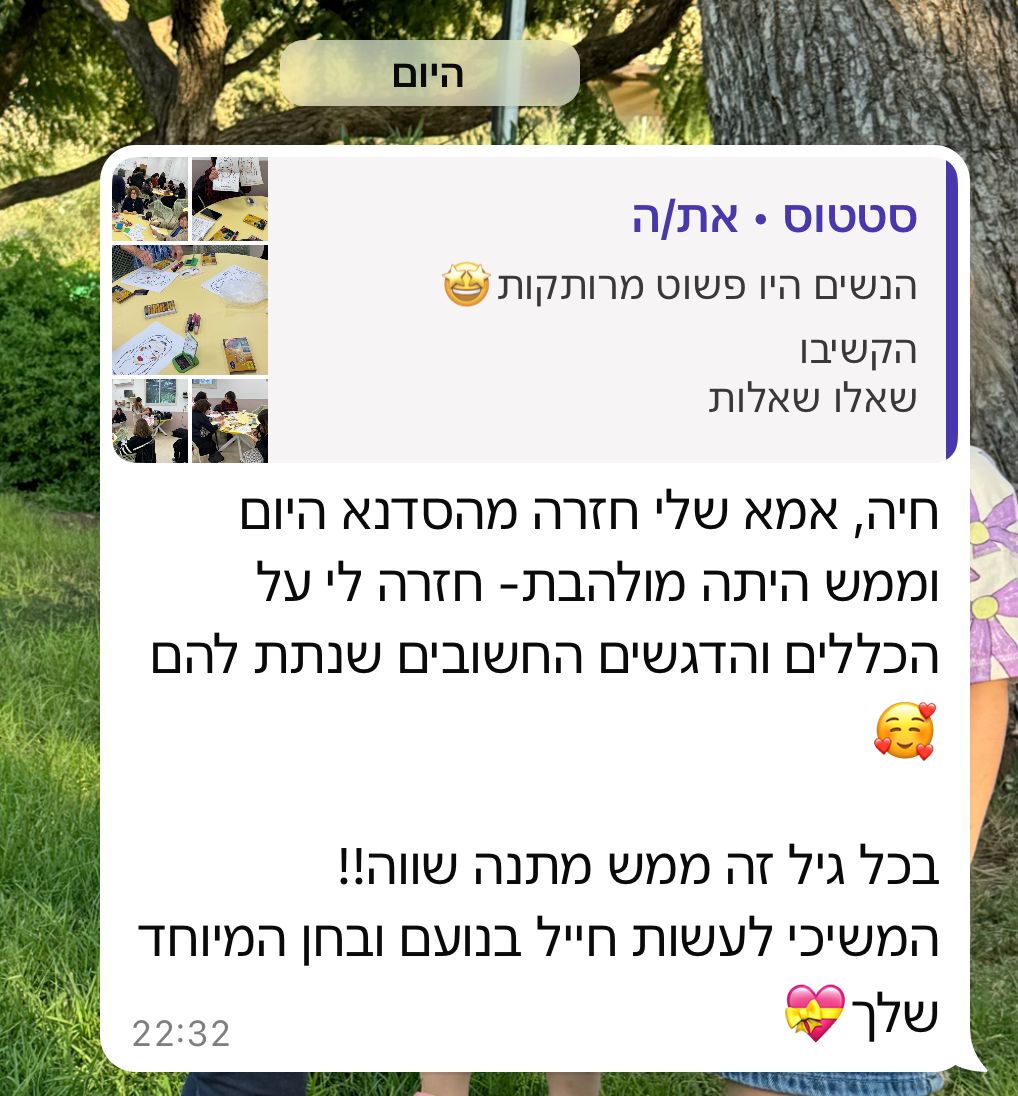 היום
סטטוס • את/ה
הנשים היו פשוט מרותקות🤩
הקשיבו
שאלו שאלות
חיה, אמא שלי חזרה מהסדנא היום
וממש היתה מולהבת- חזרה לי על
הכללים והדגשים החשובים שנתת להם
🥰
בכל גיל זה ממש מתנה שווה!!
המשיכי לעשות חייל בנועם ובחן המיוחד
שלך💝
22:32